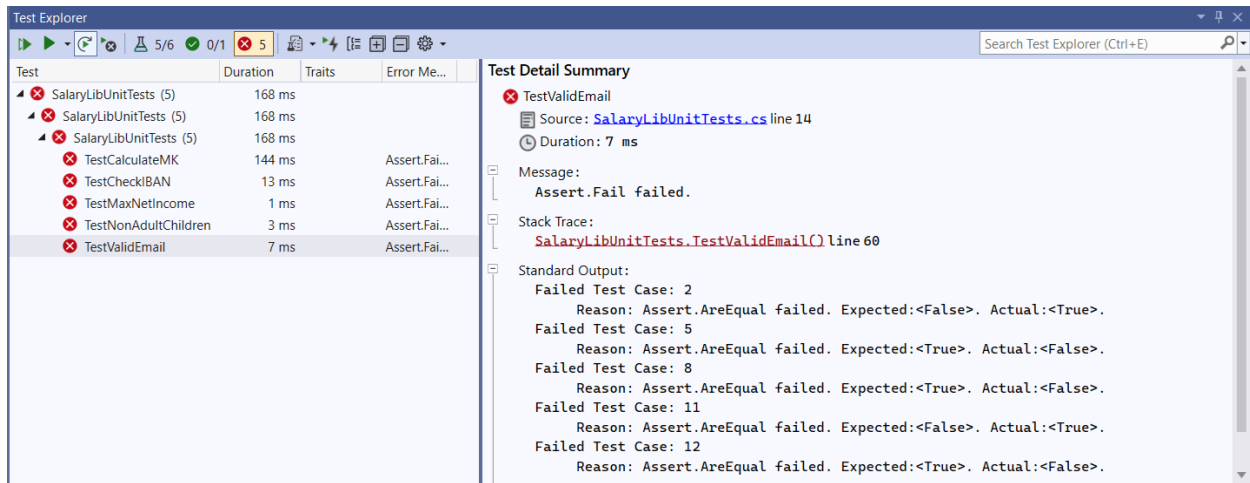 Test Explorer
5/6 0/1 5 Search Test Explorer (Ctrl+E)
Test Duration Traits Error Me...
SalaryLibUnitTests (5) 168 ms
SalaryLibUnitTests (5) 168 ms
SalaryLibUnitTests (5) 168 ms
TestCalculateMK 144 ms Assert.Fai...
TestCheckIBAN 13 ms Assert.Fai...
TestMaxNetIncome 1 ms Assert.Fai...
TestNonAdultChildren 3 ms Assert.Fai...
TestValidEmail 7 ms Assert.Fai...
Test Detail Summary
TestValidEmail
Source: SalaryLibUnitTests.cs line 14
Duration: 7 ms
Message:
Assert.Fail failed.
Stack Trace:
SalaryLibUnitTests.TestValidEmail() line 60
Standard Output:
Failed Test Case: 2
Reason: Assert.AreEqual failed. Expected:<False>. Actual:<True>.
Failed Test Case: 5
Reason: Assert.AreEqual failed. Expected:<True>. Actual:<False>.
Failed Test Case: 8
Reason: Assert.AreEqual failed. Expected:<True>. Actual:<False>.
Failed Test Case: 11
Reason: Assert.AreEqual failed. Expected:<False>. Actual:<True>.
Failed Test Case: 12
Reason: Assert.AreEqual failed. Expected:<True>. Actual:<False>.